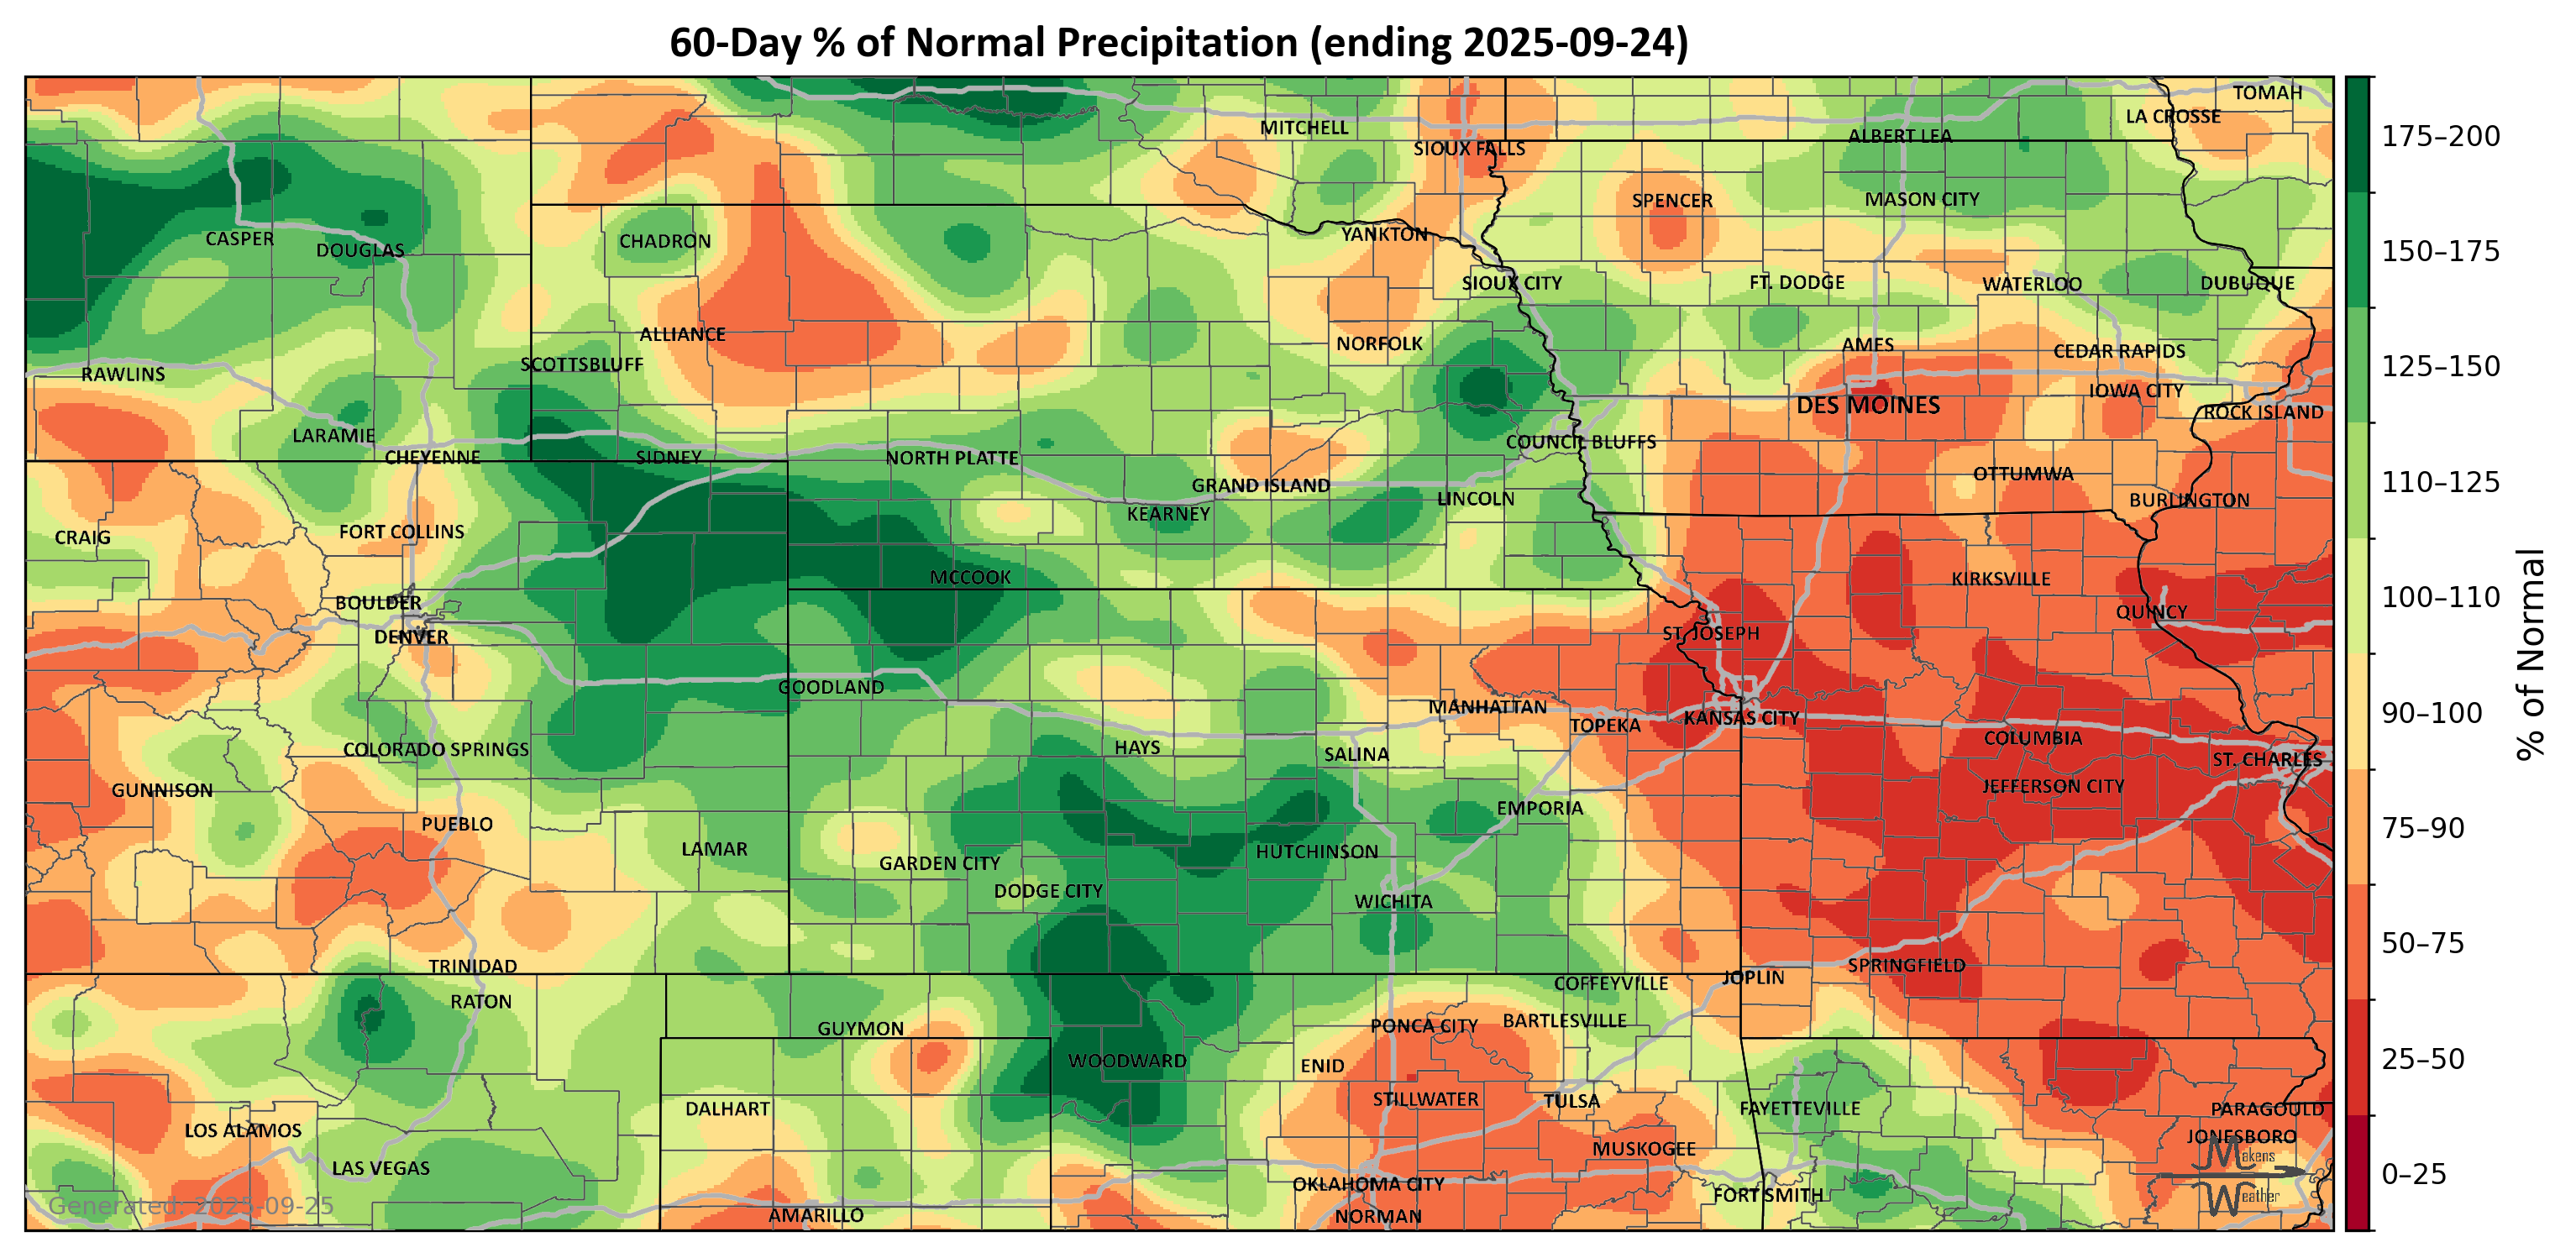 60-Day % of Normal Precipitation (ending 2025-09-24)
TOMAH
LA CROSSE
MITCHELL
ALBERT LEA
SIOUX FALLS
SPENCER
MASON CITY
CASPER
DOUGLAS
CHADRON
YANKTON
SIOUX CITY
FT. DODGE
WATERLOO
DUBUQUE
ALLIANCE
NORFOLK
AMES
CEDAR RAPIDS
SCOTTSBLUFF
RAWLINS
IOWA CITY
DES MOINES
ROCK ISLAND
LARAMIE
COUNCIL BLUFFS
CHEYENNE
SIDNEY
NORTH PLATTE
OTTUMWA
GRAND ISLAND
LINCOLN
BURLINGTON
KEARNEY
FORT COLLINS
CRAIG
MCCOOK
KIRKSVILLE
BOULDER
QUINCY
DENVER
ST. JOSEPH
GOODLAND
MANHATTAN
TOPEKA
KANSAS CITY
COLUMBIA
COLORADO SPRINGS
HAYS
SALINA
ST. CHARLES
GUNNISON
JEFFERSON CITY
EMPORIA
PUEBLO
LAMAR
HUTCHINSON
GARDEN CITY
DODGE CITY
WICHITA
TRINIDAD
SPRINGFIELD
JOPLIN
COFFEYVILLE
RATON
GUYMON
PONCA CITY
BARTLESVILLE
WOODWARD
ENID
STILLWATER
TULSA
DALHART
FAYETTEVILLE
PARAGOULD
LOS ALAMOS
JONESBORO
MUSKOGEE
Makens
LAS VEGAS
OKLAHOMA CITY
FORT SMITH
Weather
Generated: 2025-09-25
AMARILLO
NORMAN
175–200
150–175
125–150
110–125
100–110
90–100
75–90
50–75
25–50
0–25
% of Normal